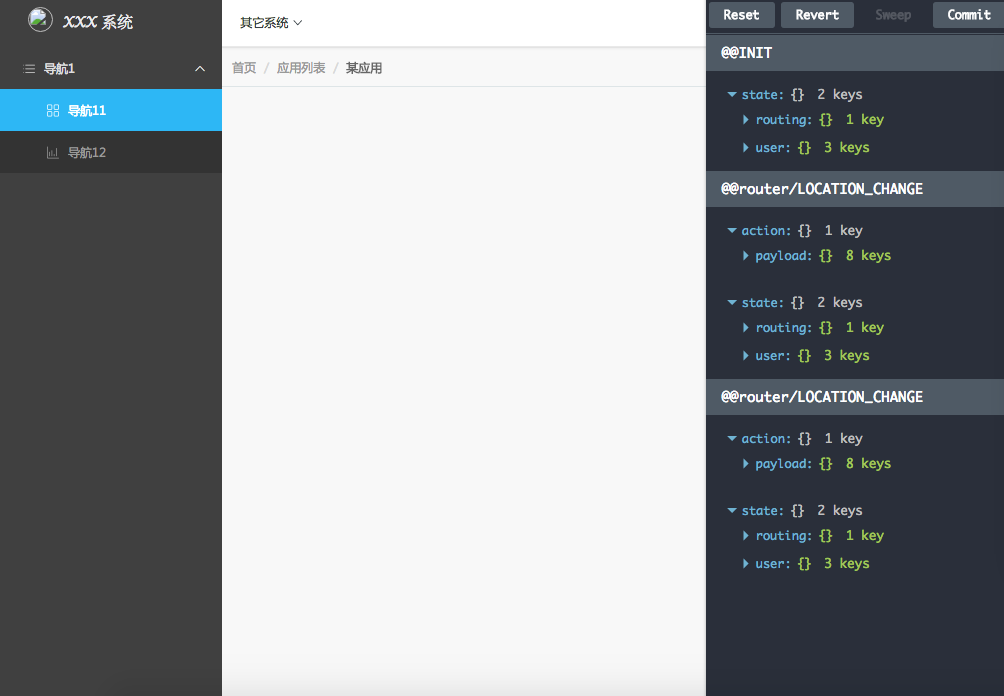 XXX 系统
导航1
导航11
导航12
其它系统
首页 / 应用列表 / 某应用
Reset Revert Sweep Commit
@@INIT
state: {} 2 keys
routing: {} 1 key
user: {} 3 keys
@@router/LOCATION_CHANGE
action: {} 1 key
payload: {} 8 keys
state: {} 2 keys
routing: {} 1 key
user: {} 3 keys
@@router/LOCATION_CHANGE
action: {} 1 key
payload: {} 8 keys
state: {} 2 keys
routing: {} 1 key
user: {} 3 keys